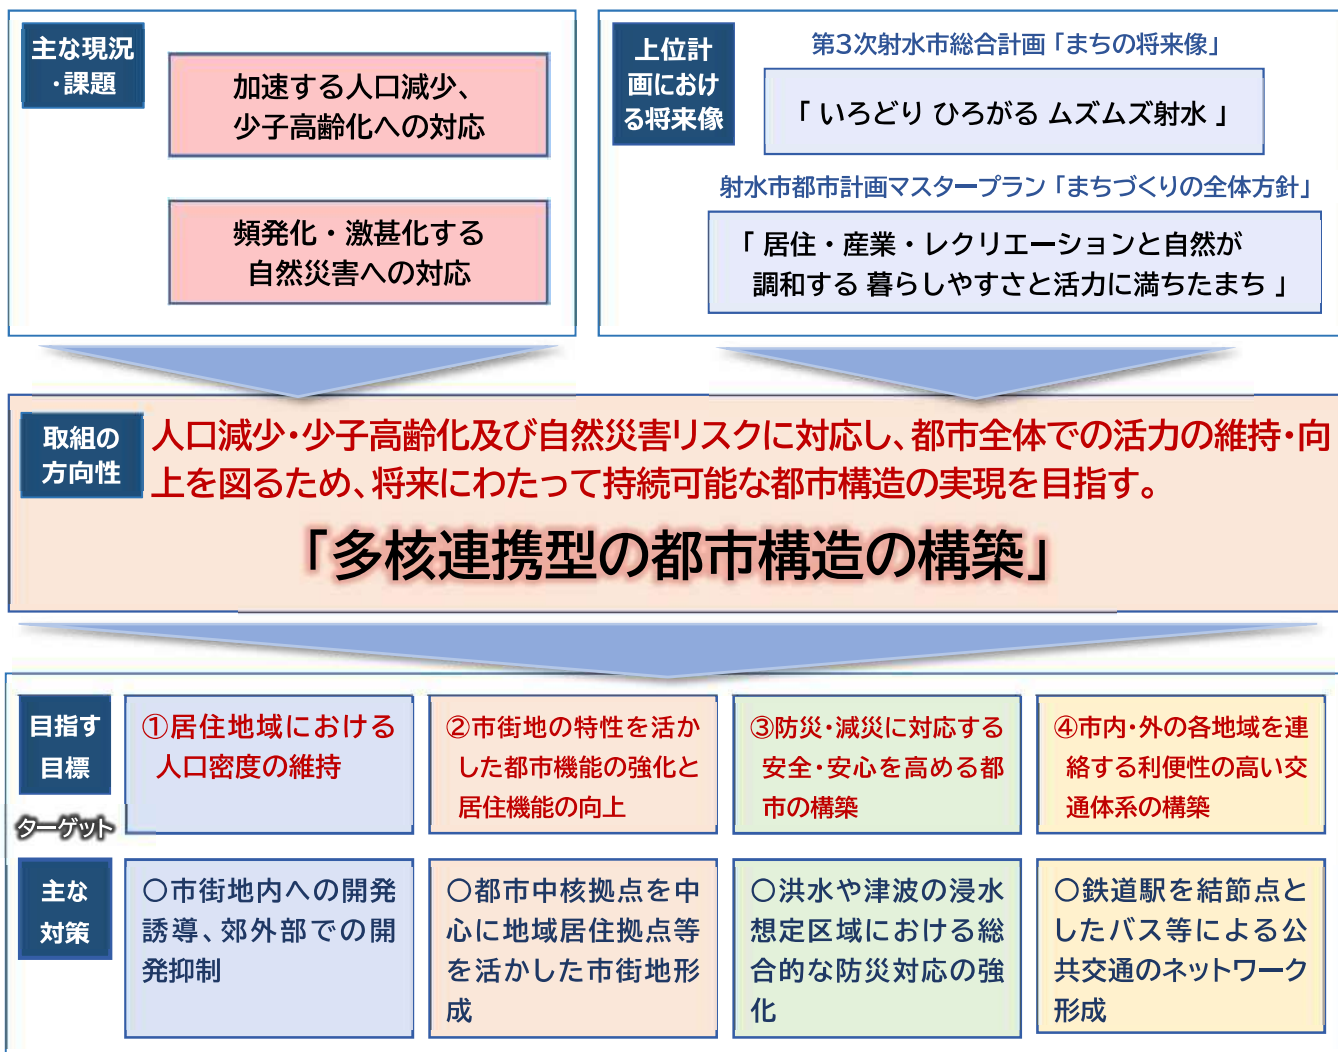 主な現況
・課題
加速する人口減少、
少子高齢化への対応
頻発化・激甚化する
自然災害への対応
上位計
画におけ
る将来像
第3次射水市総合計画「まちの将来像」
「 いろどり ひろがる ムズムズ射水 」
射水市都市計画マスタープラン「まちづくりの全体方針」
「 居住・産業・レクリエーションと自然が
調和する 暮らしやすさと活力に満ちたまち 」
取組の
方向性
人口減少・少子高齢化及び自然災害リスクに対応し、都市全体での活力の維持・向
上を図るため、将来にわたって持続可能な都市構造の実現を目指す。
「多核連携型の都市構造の構築」
目指す
目標
ターゲット
①居住地域における
人口密度の維持
②市街地の特性を活か
した都市機能の強化と
居住機能の向上
③防災・減災に対応する
安全・安心を高める都
市の構築
④市内・外の各地域を連
絡する利便性の高い交
通体系の構築
主な
対策
〇市街地内への開発
誘導、郊外部での開
発抑制
〇都市中核拠点を中
心に地域居住拠点等
を活かした市街地形
成
〇洪水や津波の浸水
想定区域における総
合的な防災対応の強
化
〇鉄道駅を結節点と
したバス等による公
共交通のネットワーク
形成